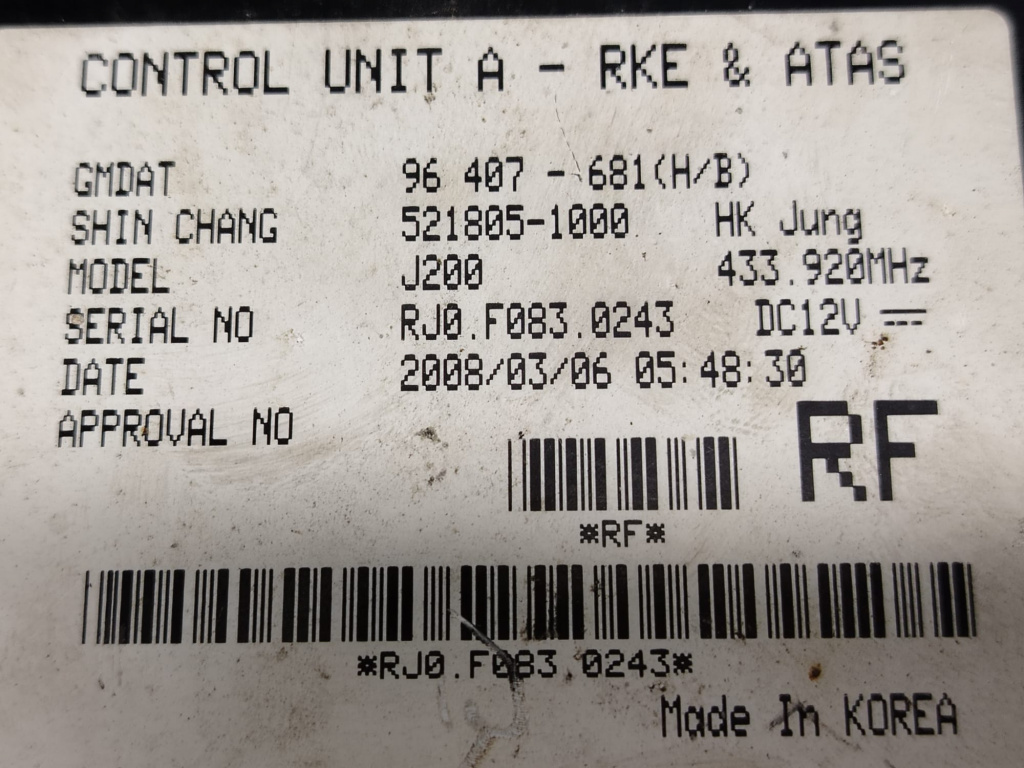 CONTROL UNIT A - RKE & ATAS
GMDAT 96 407 - 681(H/B)
SHIN CHANG 521805-1000 HK Jung
MODEL J200 433.920MHz
SERIAL NO RJ0.F083.0243 DC12V ⎓
DATE 2008/03/06 05:48:30
APPROVAL NO
RF
*RF*
*RJ0.F083.0243*
Made In KOREA